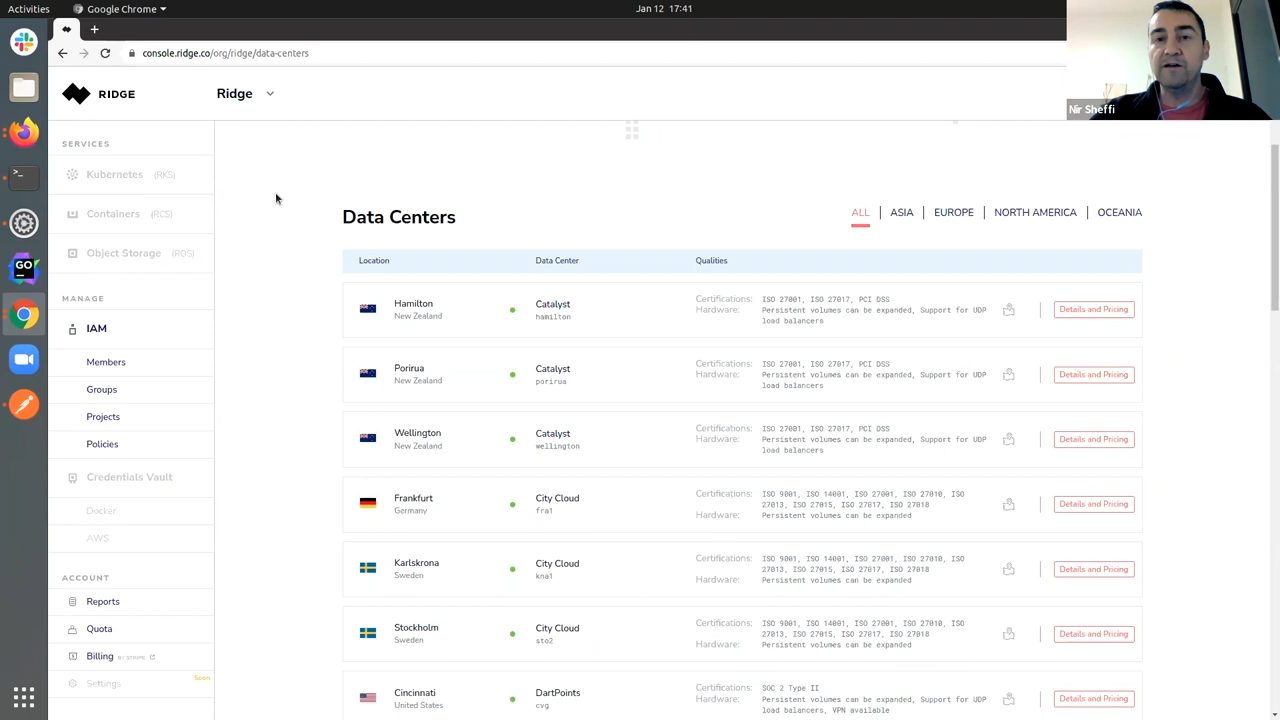 Activities
Google Chrome
Jan 12 17:41
console.ridge.co/org/ridge/data-centers
RIDGE
Ridge
Nir Sheffi
SERVICES
Kubernetes (RKS)
Containers (RCS)
Object Storage (ROS)
MANAGE
IAM
Members
Groups
Projects
Policies
Credentials Vault
Docker
AWS
ACCOUNT
Reports
Quota
Billing BY STRIPE
Settings
Soon
Data Centers
ALL
ASIA
EUROPE
NORTH AMERICA
OCEANIA
Location
Data Center
Qualities
Hamilton
New Zealand
Catalyst
hamilton
Certifications: ISO 27001, ISO 27017, PCI DSS
Hardware: Persistent volumes can be expanded, Support for UDP
load balancers
Details and Pricing
Porirua
New Zealand
Catalyst
porirua
Certifications: ISO 27001, ISO 27017, PCI DSS
Hardware: Persistent volumes can be expanded, Support for UDP
load balancers
Details and Pricing
Wellington
New Zealand
Catalyst
wellington
Certifications: ISO 27001, ISO 27017, PCI DSS
Hardware: Persistent volumes can be expanded, Support for UDP
load balancers
Details and Pricing
Frankfurt
Germany
City Cloud
fra1
Certifications: ISO 9001, ISO 14001, ISO 27001, ISO 27010, ISO
27013, ISO 27015, ISO 27017, ISO 27018
Hardware: Persistent volumes can be expanded
Details and Pricing
Karlskrona
Sweden
City Cloud
kna1
Certifications: ISO 9001, ISO 14001, ISO 27001, ISO 27010, ISO
27013, ISO 27015, ISO 27017, ISO 27018
Hardware: Persistent volumes can be expanded
Details and Pricing
Stockholm
Sweden
City Cloud
sto2
Certifications: ISO 9001, ISO 14001, ISO 27001, ISO 27010, ISO
27013, ISO 27015, ISO 27017, ISO 27018
Hardware: Persistent volumes can be expanded
Details and Pricing
Cincinnati
United States
DartPoints
cvg
Certifications: SOC 2 Type II
Hardware: Persistent volumes can be expanded, Support for UDP
load balancers, VPN available
Details and Pricing
GO